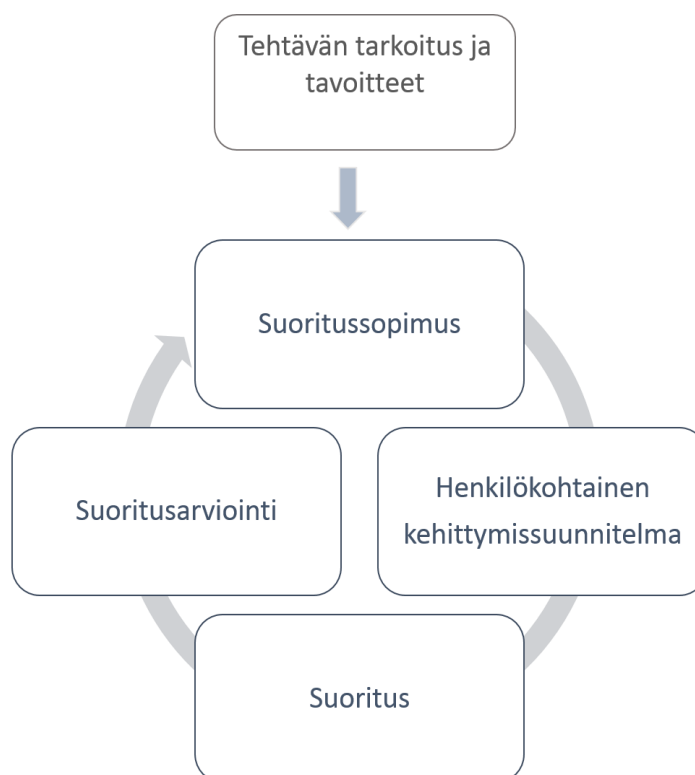 Tehtävän tarkoitus ja
tavoitteet
Suoritussopimus
Henkilökohtainen
kehittymissuunnitelma
Suoritusarviointi
Suoritus